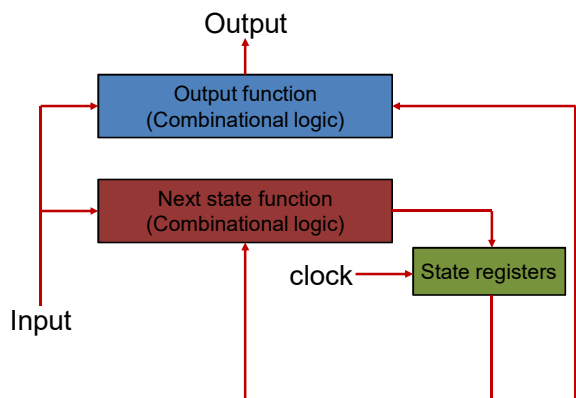 Output
Output function
(Combinational logic)
Next state function
(Combinational logic)
clock
State registers
Input